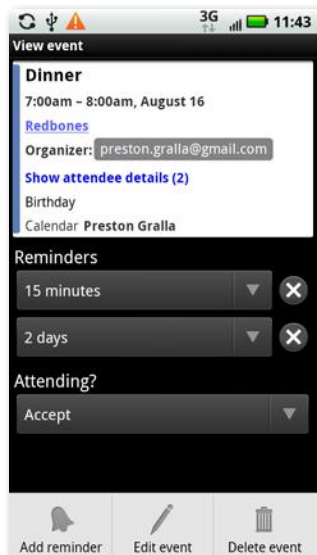 3G 11:43
View event
Dinner
7:00am – 8:00am, August 16
Redbones
Organizer: preston.gralla@gmail.com
Show attendee details (2)
Birthday
Calendar Preston Gralla
Reminders
15 minutes
2 days
Attending?
Accept
Add reminder Edit event Delete event